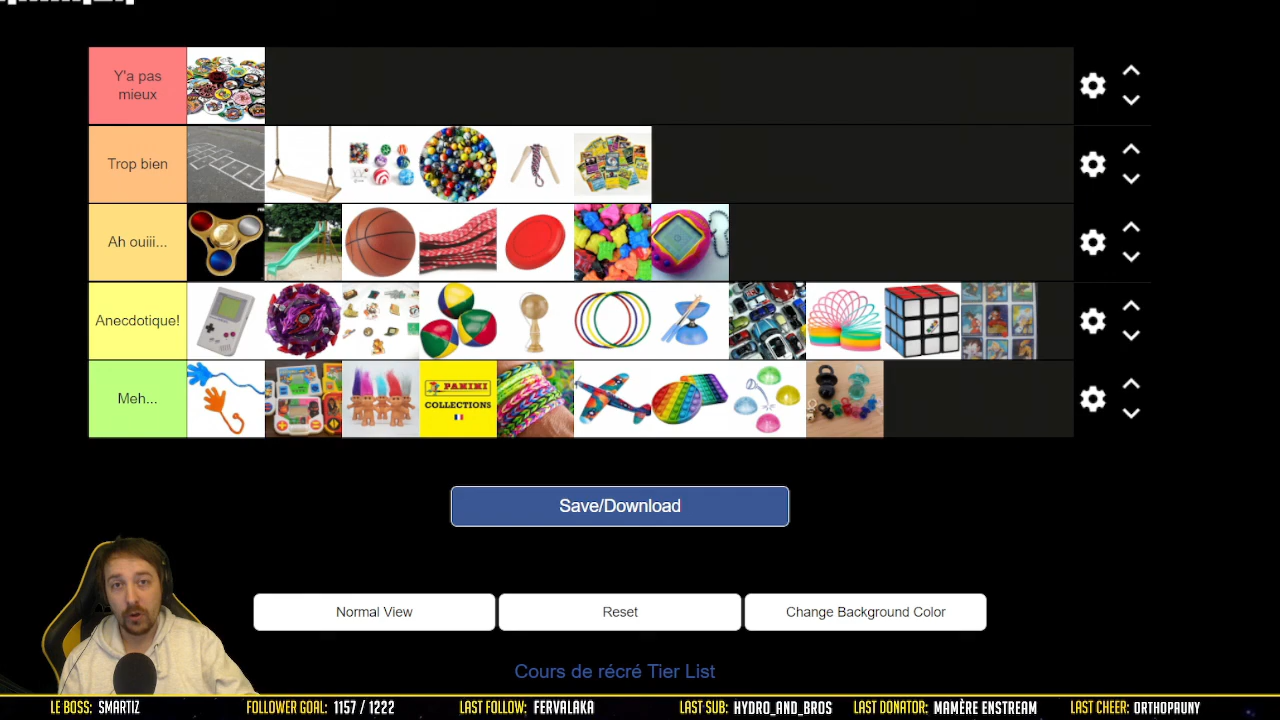 Y'a pas
mieux
Trop bien
Ah ouiii...
Anecdotique!
Meh...
PANINI
COLLECTIONS
Save/Download
Normal View
Reset
Change Background Color
Cours de récré Tier List
LE BOSS: SMARTIZ
FOLLOWER GOAL: 1157 / 1222
LAST FOLLOW: FERVALAKA
LAST SUB: HYDRO_AND_BROS
LAST DONATOR: MAMÈRE ENSTREAM
LAST CHEER: ORTHOPAUNY